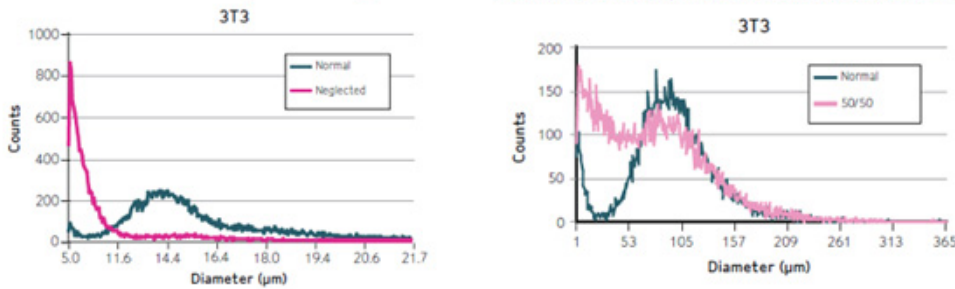 3T3
Counts
1000
800
600
400
200
0
Normal
Neglected
5.0 11.6 14.4 16.4 18.0 19.4 20.6 21.7
Diameter (µm)
3T3
Counts
200
150
100
50
0
Normal
50/50
1 53 105 157 209 261 313 365
Diameter (µm)